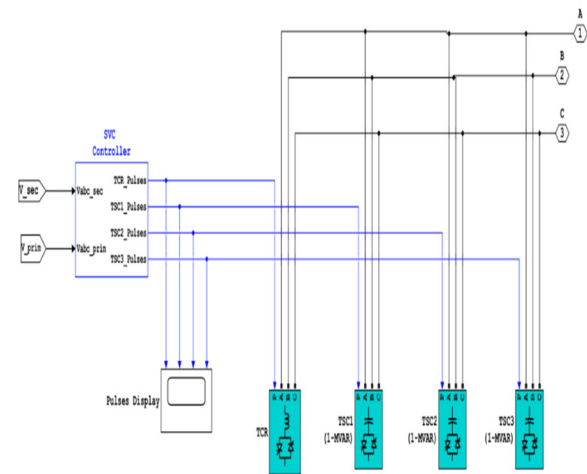 A
1
B
2
C
3
SVC
Controller
V_sec
Vabc_sec
V_prim
Vabc_prim
TCR_Pulses
TSC1_Pulses
TSC2_Pulses
TSC3_Pulses
Pulses Display
P A B C
P A B C
P A B C
P A B C
TCR
TSC1
(1-MVAR)
TSC2
(1-MVAR)
TSC3
(1-MVAR)